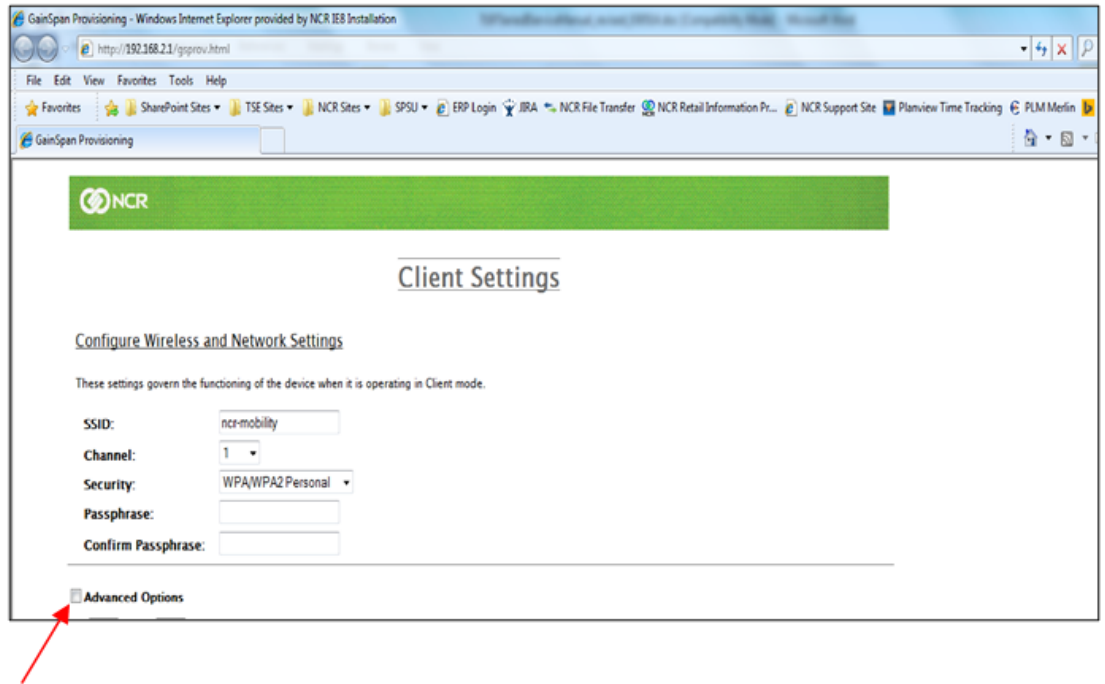 GainSpan Provisioning - Windows Internet Explorer provided by NCR IE8 Installation
http://192.168.2.1/gsprov.html
File Edit View Favorites Tools Help
Favorites SharePoint Sites TSE Sites NCR Sites SPSU ERP Login JIRA NCR File Transfer NCR Retail Information Pr... NCR Support Site Planview Time Tracking PLM Merlin
GainSpan Provisioning
NCR
Client Settings
Configure Wireless and Network Settings
These settings govern the functioning of the device when it is operating in Client mode.
SSID: ncr-mobility
Channel: 1
Security: WPA/WPA2 Personal
Passphrase:
Confirm Passphrase:
Advanced Options